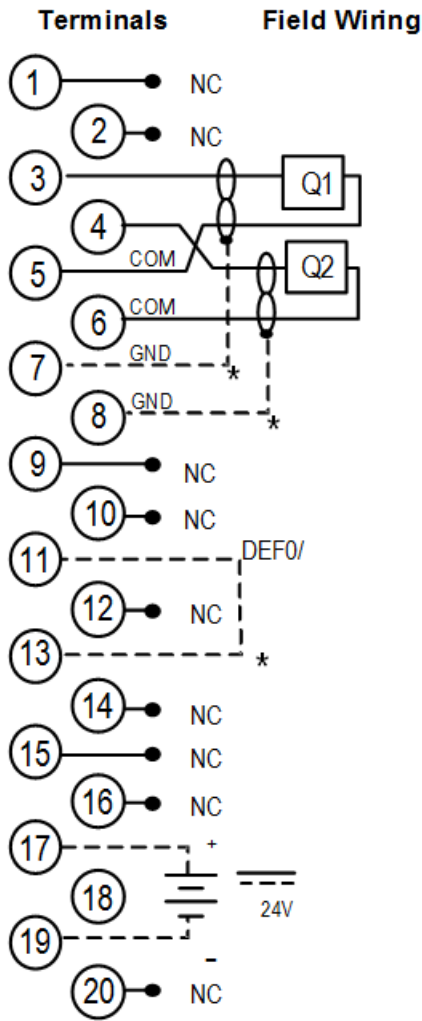 Terminals Field Wiring
1 NC
2 NC
3 Q1
4
5 COM Q2
6 COM
7 GND *
8 GND *
9 NC
10 NC
11 DEF0/
12 NC
13 *
14 NC
15 NC
16 NC
17 +
18 24V
19 -
20 NC